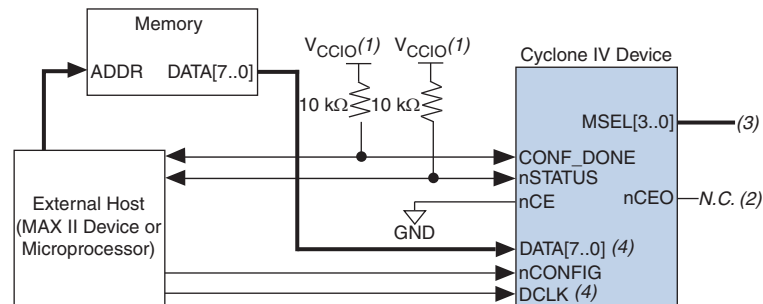 Memory
ADDR DATA[7..0]
VCCIO(1) VCCIO(1)
10 kΩ 10 kΩ
Cyclone IV Device
MSEL[3..0] (3)
CONF_DONE
nSTATUS
nCE nCEO N.C. (2)
GND
External Host
(MAX II Device or
Microprocessor)
DATA[7..0] (4)
nCONFIG
DCLK (4)